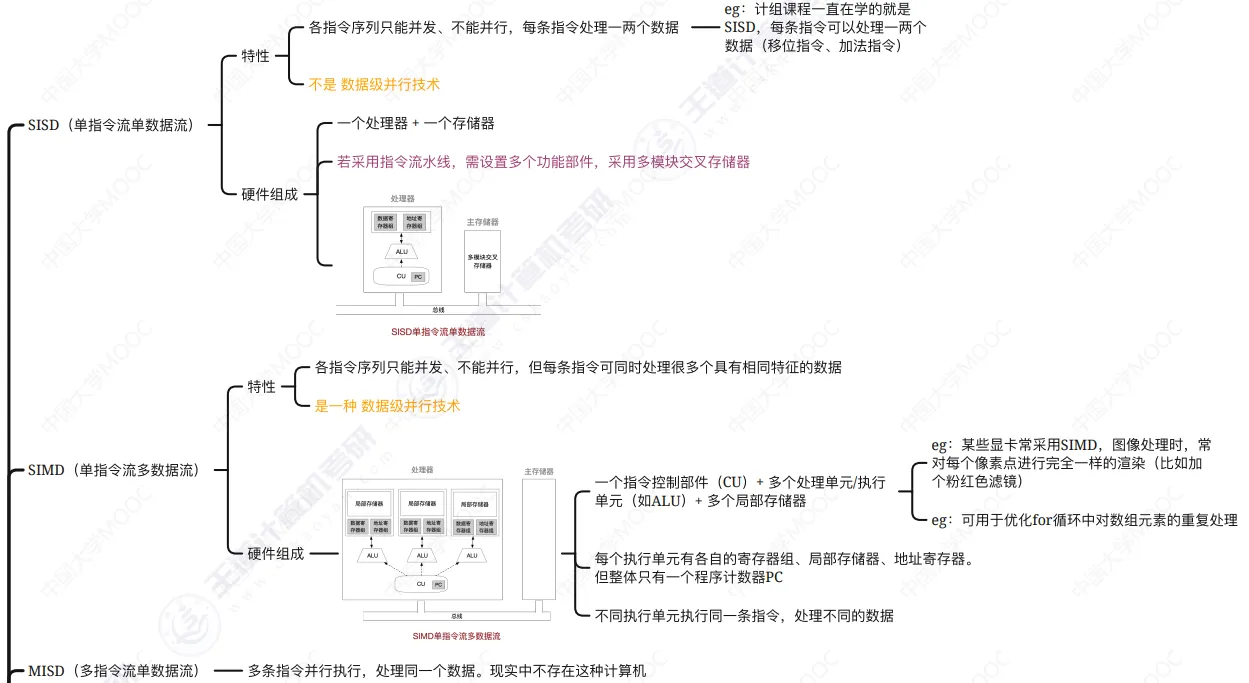 SISD（单指令流单数据流）
特性
各指令序列只能并发、不能并行，每条指令处理一两个数据
eg：计组课程一直在学的就是
SISD，每条指令可以处理一两个
数据（移位指令、加法指令）
不是 数据级并行技术
硬件组成
一个处理器 + 一个存储器
若采用指令流水线，需设置多个功能部件，采用多模块交叉存储器
处理器
数据寄
存器组
地址寄
存器组
ALU
CU
PC
主存储器
多模块交叉
存储器
总线
SISD单指令流单数据流
SIMD（单指令流多数据流）
特性
各指令序列只能并发、不能并行，但每条指令可同时处理很多个具有相同特征的数据
是一种 数据级并行技术
硬件组成
处理器
主存储器
局部存储器
局部存储器
局部存储器
数据寄
存器组
地址寄
存器组
数据寄
存器组
地址寄
存器组
数据寄
存器组
地址寄
存器组
ALU
ALU
ALU
CU
PC
总线
SIMD单指令流多数据流
一个指令控制部件（CU）+ 多个处理单元/执行
单元（如ALU）+ 多个局部存储器
eg：某些显卡常采用SIMD，图像处理时，常
对每个像素点进行完全一样的渲染（比如加
个粉红色滤镜）
eg：可用于优化for循环中对数组元素的重复处理
每个执行单元有各自的寄存器组、局部存储器、地址寄存器。
但整体只有一个程序计数器PC
不同执行单元执行同一条指令，处理不同的数据
MISD（多指令流单数据流）
多条指令并行执行，处理同一个数据。现实中不存在这种计算机
中国大学MOOC
王道计算机考研